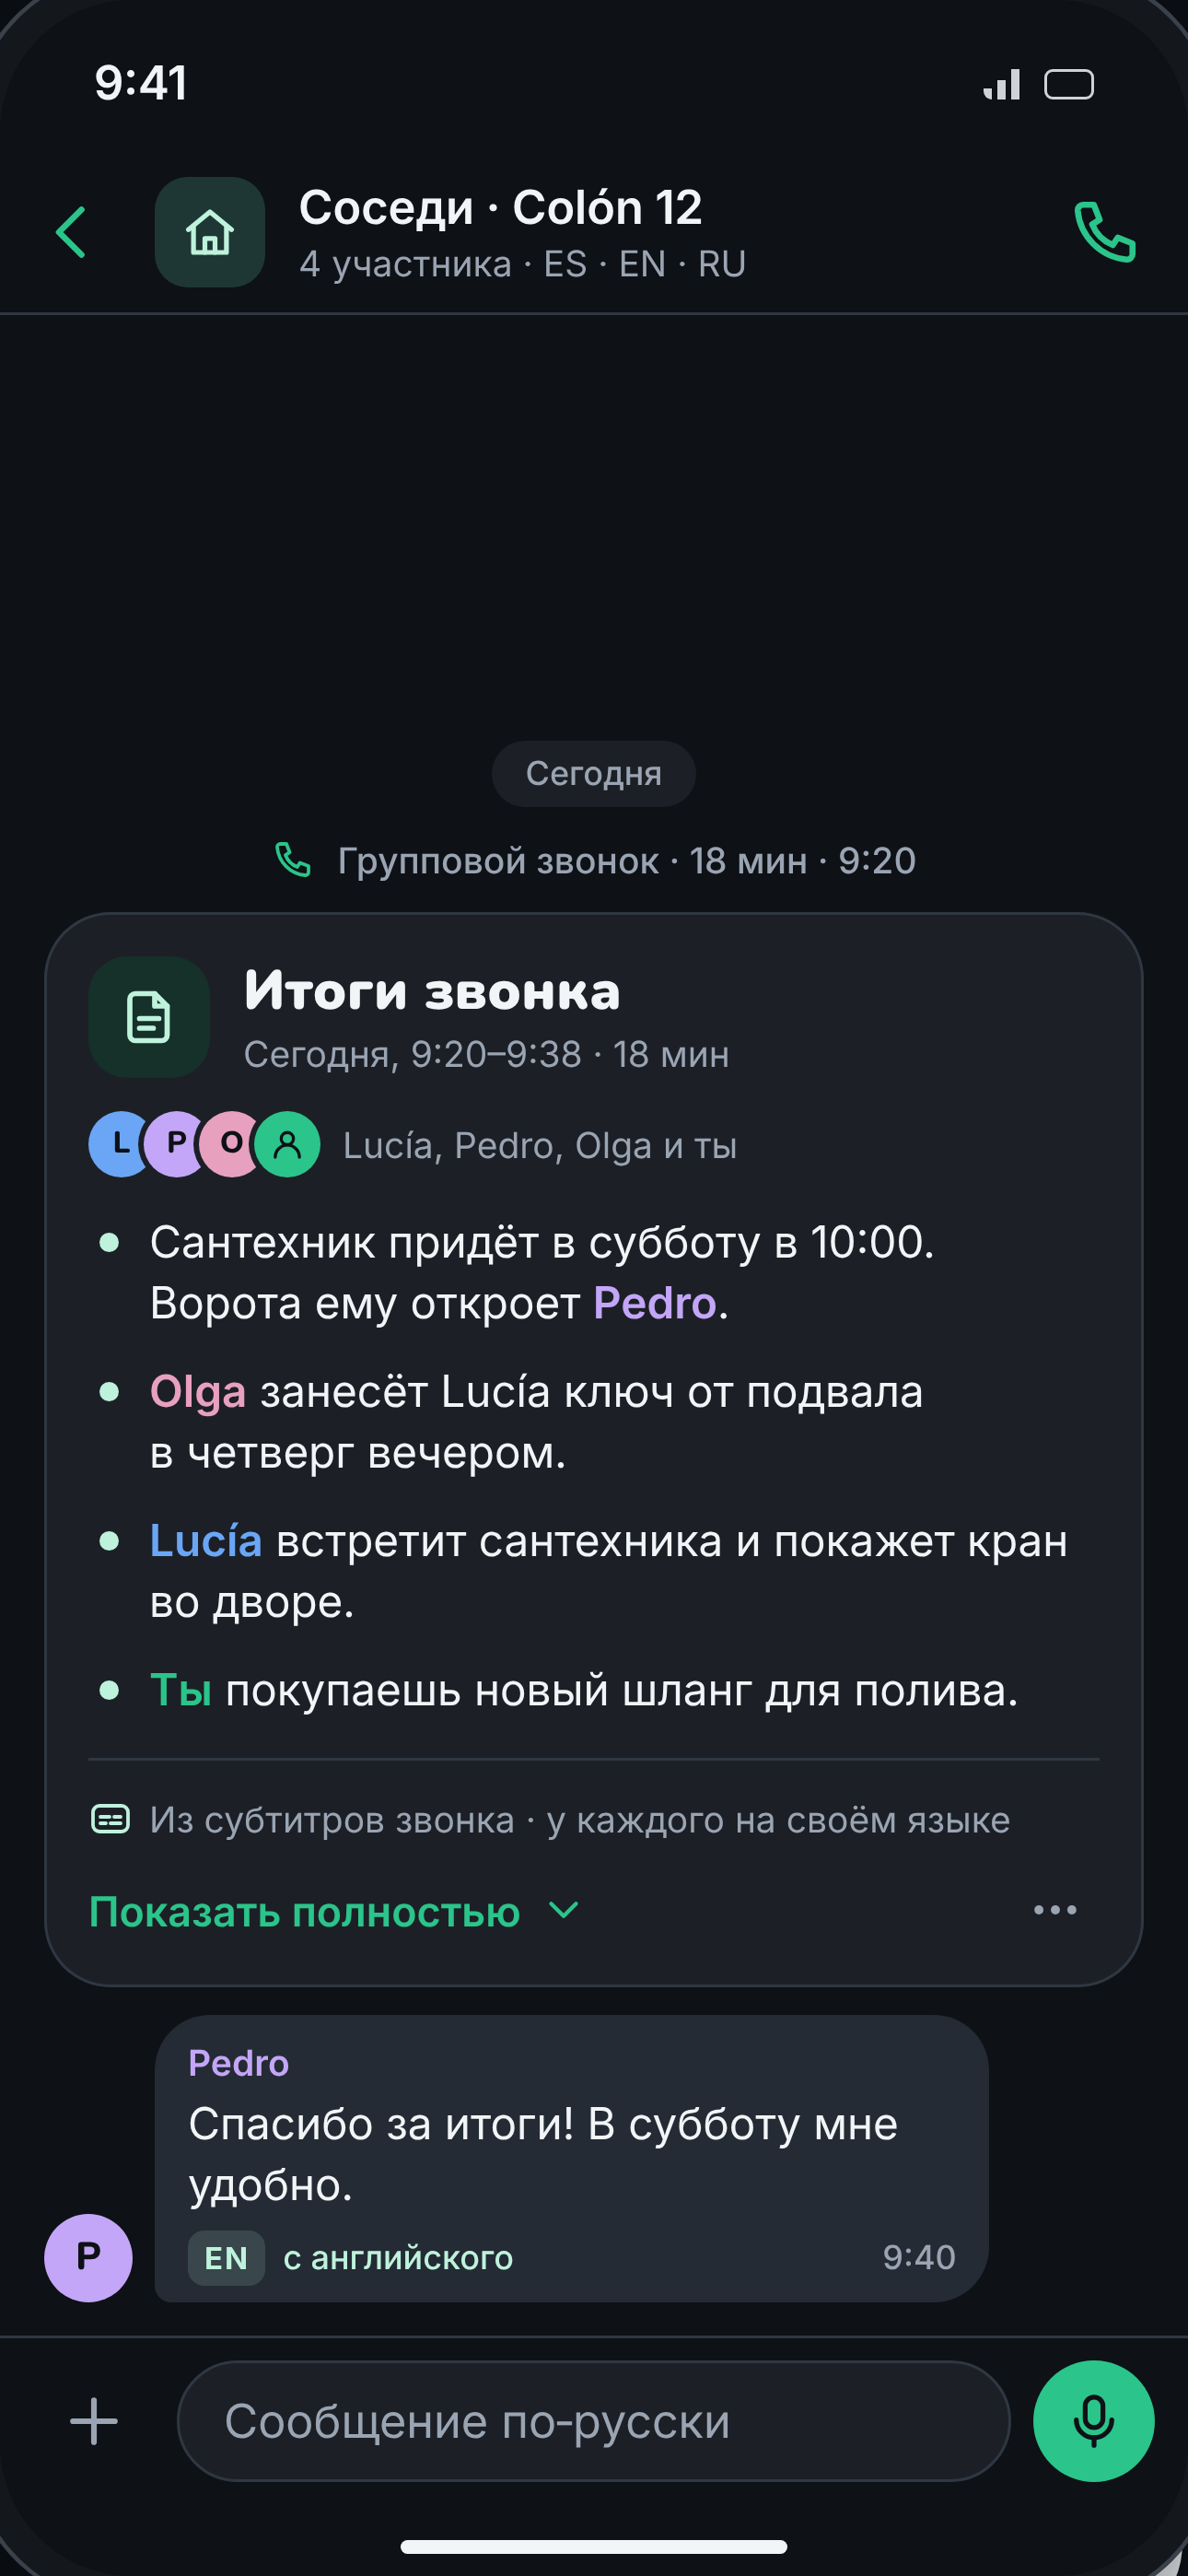 9:41
Соседи · Colón 12
4 участника · ES · EN · RU
Сегодня
Групповой звонок · 18 мин · 9:20
Итоги звонка
Сегодня, 9:20–9:38 · 18 мин
L P O Lucía, Pedro, Olga и ты
Сантехник придёт в субботу в 10:00.
Ворота ему откроет Pedro.
Olga занесёт Lucía ключ от подвала
в четверг вечером.
Lucía встретит сантехника и покажет кран
во дворе.
Ты покупаешь новый шланг для полива.
Из субтитров звонка · у каждого на своём языке
Показать полностью
Pedro
Спасибо за итоги! В субботу мне
удобно.
P
EN с английского 9:40
Сообщение по-русски